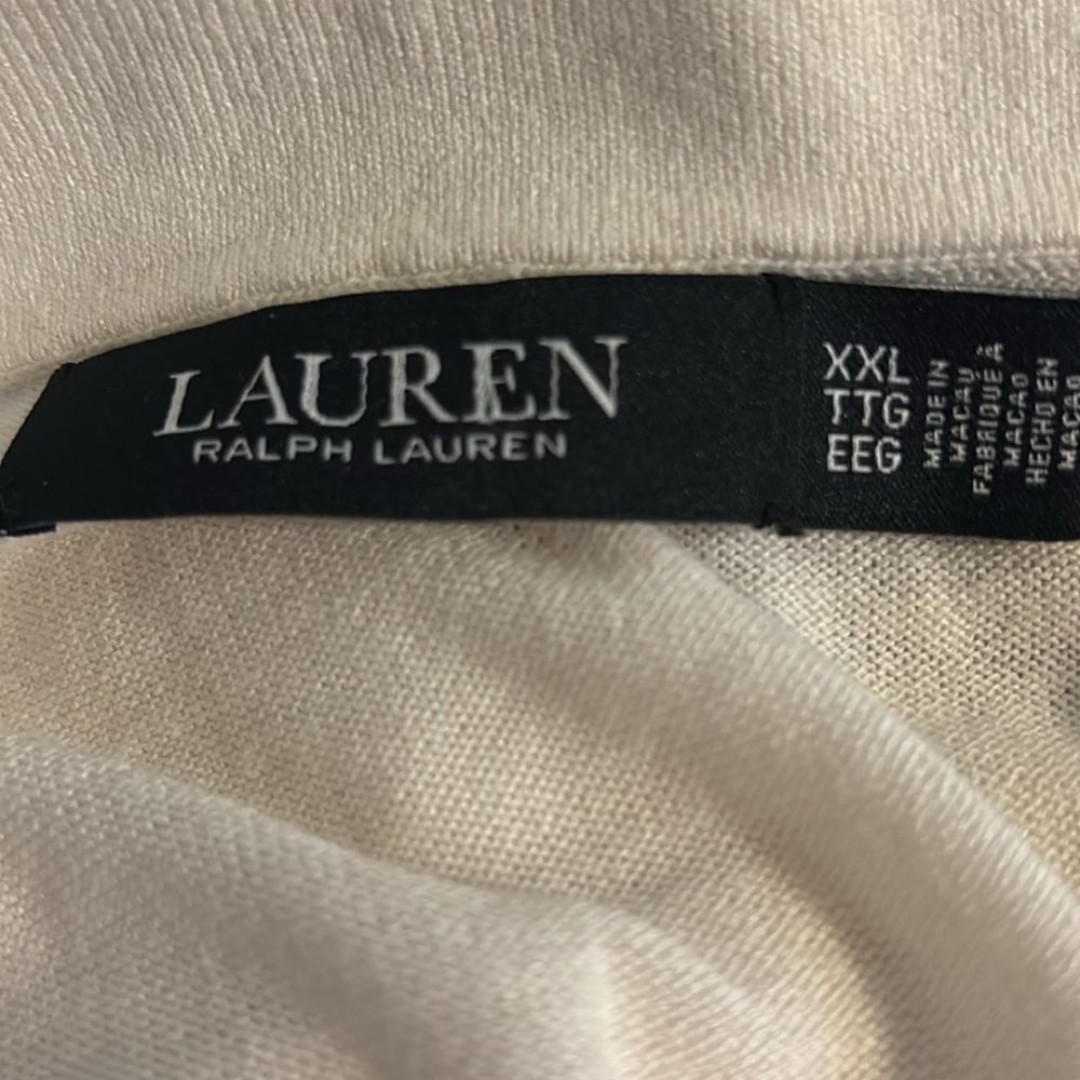 LAUREN
RALPH LAUREN
XXL
TTG
EEG
MADE IN
MACAU
FABRIQUÉ À
MACAO
HECHO EN
MACAO